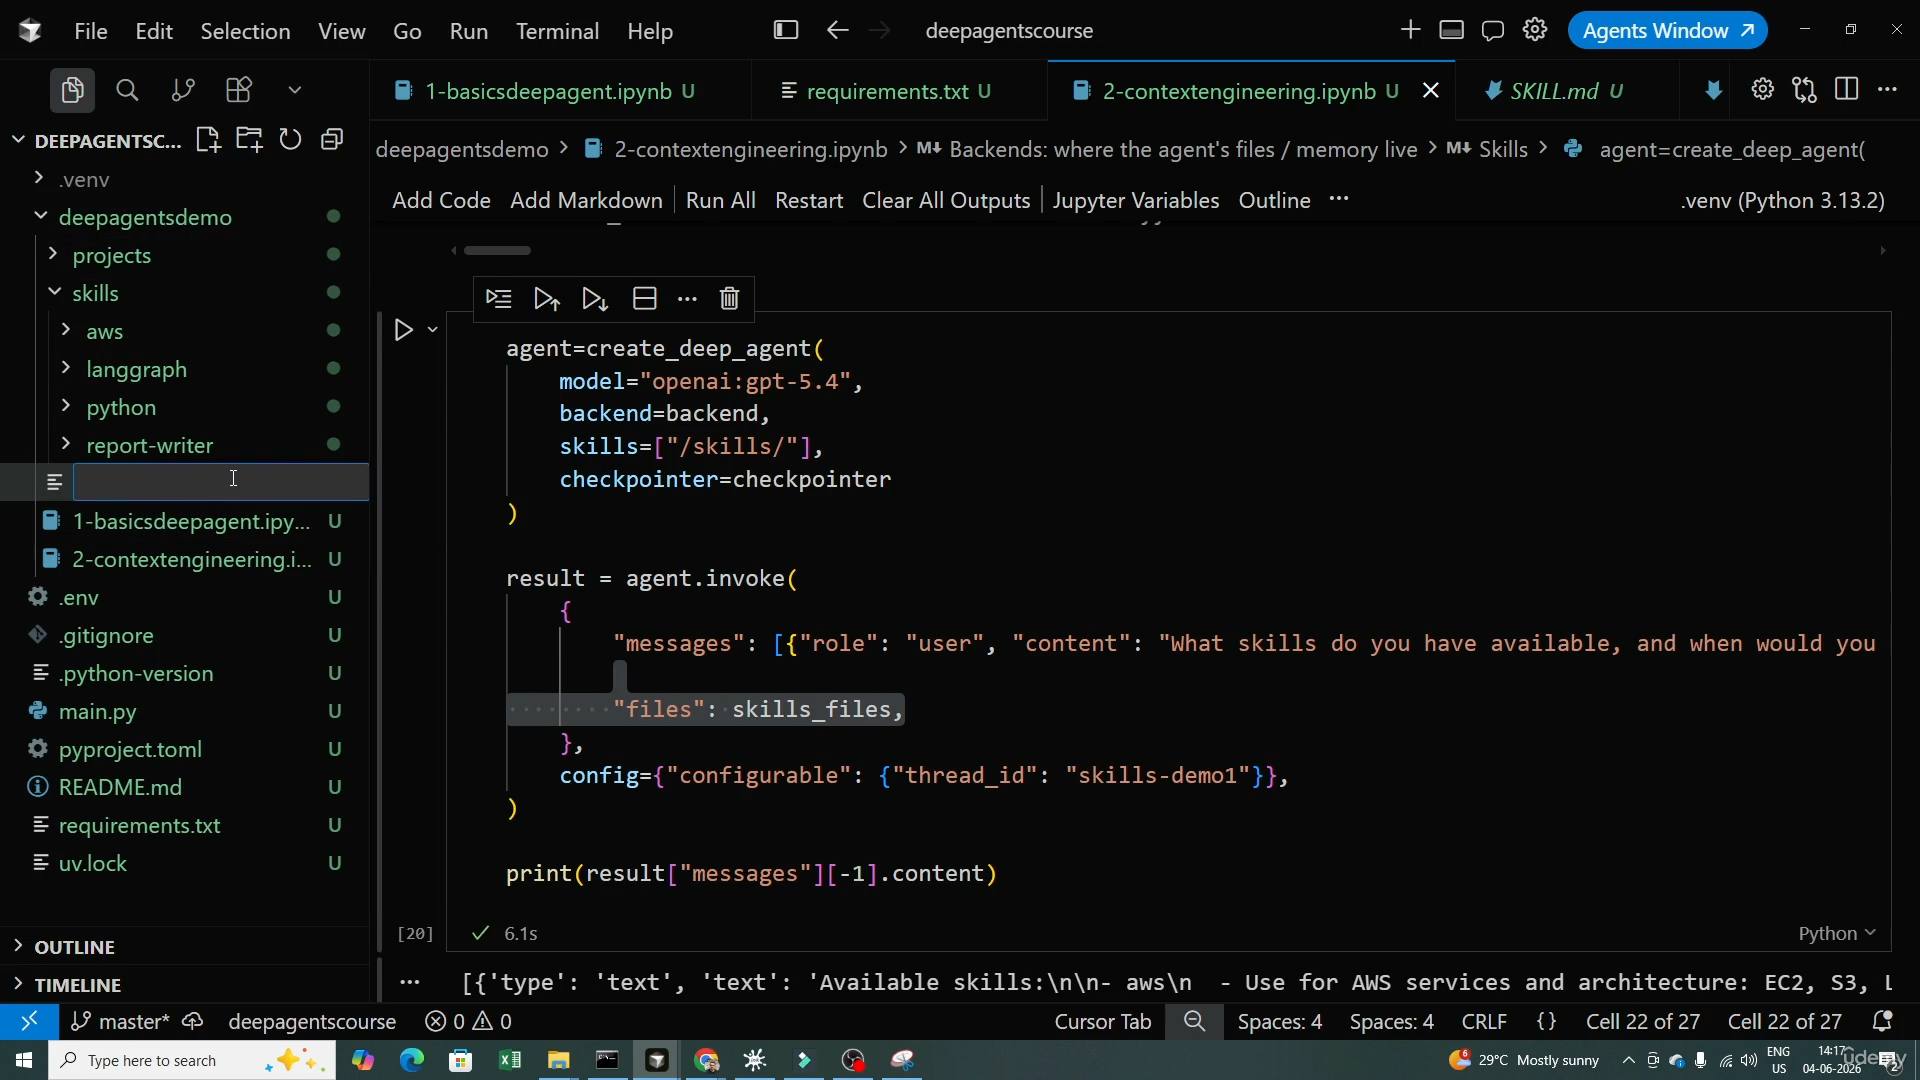 File Edit Selection View Go Run Terminal Help
deepagentscourse
Agents Window ↗
1-basicsdeepagent.ipynb U
requirements.txt U
2-contextengineering.ipynb U
SKILL.md U
DEEPAGENTSC...
deepagentsdemo > 2-contextengineering.ipynb > M↓ Backends: where the agent's files / memory live > M↓ Skills > agent=create_deep_agent(
Add Code Add Markdown Run All Restart Clear All Outputs Jupyter Variables Outline ...
.venv (Python 3.13.2)
.venv
deepagentsdemo
projects
skills
aws
langgraph
python
report-writer
1-basicsdeepagent.ipy... U
2-contextengineering.i... U
.env U
.gitignore U
.python-version U
main.py U
pyproject.toml U
README.md U
requirements.txt U
uv.lock U
OUTLINE
TIMELINE
agent=create_deep_agent(
    model="openai:gpt-5.4",
    backend=backend,
    skills=["/skills/"],
    checkpointer=checkpointer
)
result = agent.invoke(
    {
        "messages": [{"role": "user", "content": "What skills do you have available, and when would you
        "files": skills_files,
    },
    config={"configurable": {"thread_id": "skills-demo1"}},
)
print(result["messages"][-1].content)
[20] 6.1s Python
[{'type': 'text', 'text': 'Available skills:\n\n- aws\n  - Use for AWS services and architecture: EC2, S3, L
master* deepagentscourse 0 0
Cursor Tab Spaces: 4 Spaces: 4 CRLF {} Cell 22 of 27 Cell 22 of 27
Type here to search
29°C Mostly sunny
ENG
US
14:17
04-06-2026
2
ûdemy